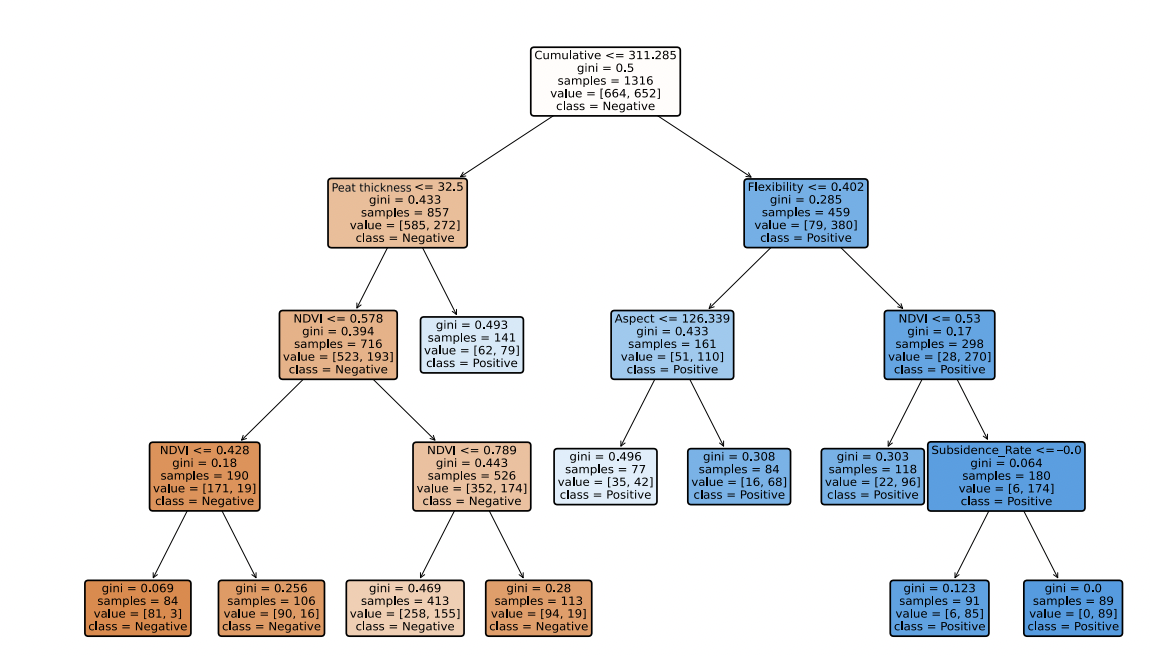 Cumulative <= 311.285
gini = 0.5
samples = 1316
value = [664, 652]
class = Negative
Peat thickness <= 32.5
gini = 0.433
samples = 857
value = [585, 272]
class = Negative
Flexibility <= 0.402
gini = 0.285
samples = 459
value = [79, 380]
class = Positive
NDVI <= 0.578
gini = 0.394
samples = 716
value = [523, 193]
class = Negative
gini = 0.493
samples = 141
value = [62, 79]
class = Positive
Aspect <= 126.339
gini = 0.433
samples = 161
value = [51, 110]
class = Positive
NDVI <= 0.53
gini = 0.17
samples = 298
value = [28, 270]
class = Positive
NDVI <= 0.428
gini = 0.18
samples = 190
value = [171, 19]
class = Negative
NDVI <= 0.789
gini = 0.443
samples = 526
value = [352, 174]
class = Negative
gini = 0.496
samples = 77
value = [35, 42]
class = Positive
gini = 0.308
samples = 84
value = [16, 68]
class = Positive
gini = 0.303
samples = 118
value = [22, 96]
class = Positive
Subsidence_Rate <= –0.0
gini = 0.064
samples = 180
value = [6, 174]
class = Positive
gini = 0.069
samples = 84
value = [81, 3]
class = Negative
gini = 0.256
samples = 106
value = [90, 16]
class = Negative
gini = 0.469
samples = 413
value = [258, 155]
class = Negative
gini = 0.28
samples = 113
value = [94, 19]
class = Negative
gini = 0.123
samples = 91
value = [6, 85]
class = Positive
gini = 0.0
samples = 89
value = [0, 89]
class = Positive